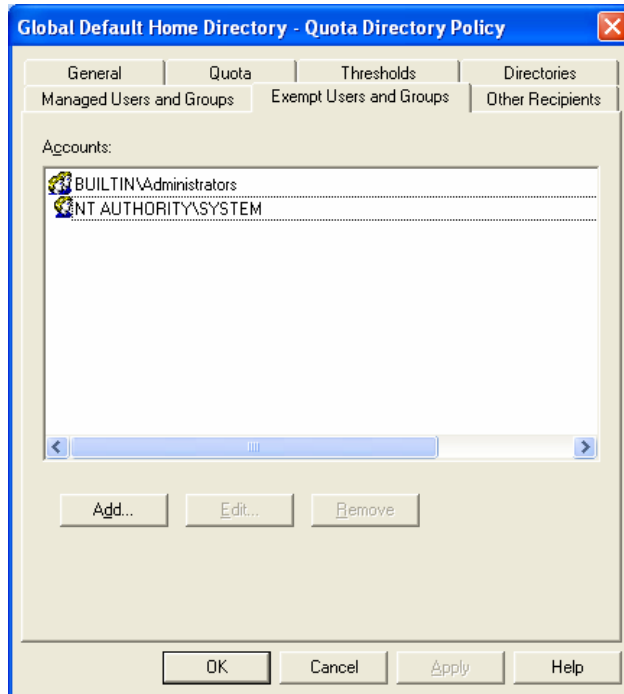 Global Default Home Directory - Quota Directory Policy
General Quota Thresholds Directories
Managed Users and Groups Exempt Users and Groups Other Recipients
Accounts:
BUILTIN\Administrators
NT AUTHORITY\SYSTEM
Add... Edit... Remove
OK Cancel Apply Help